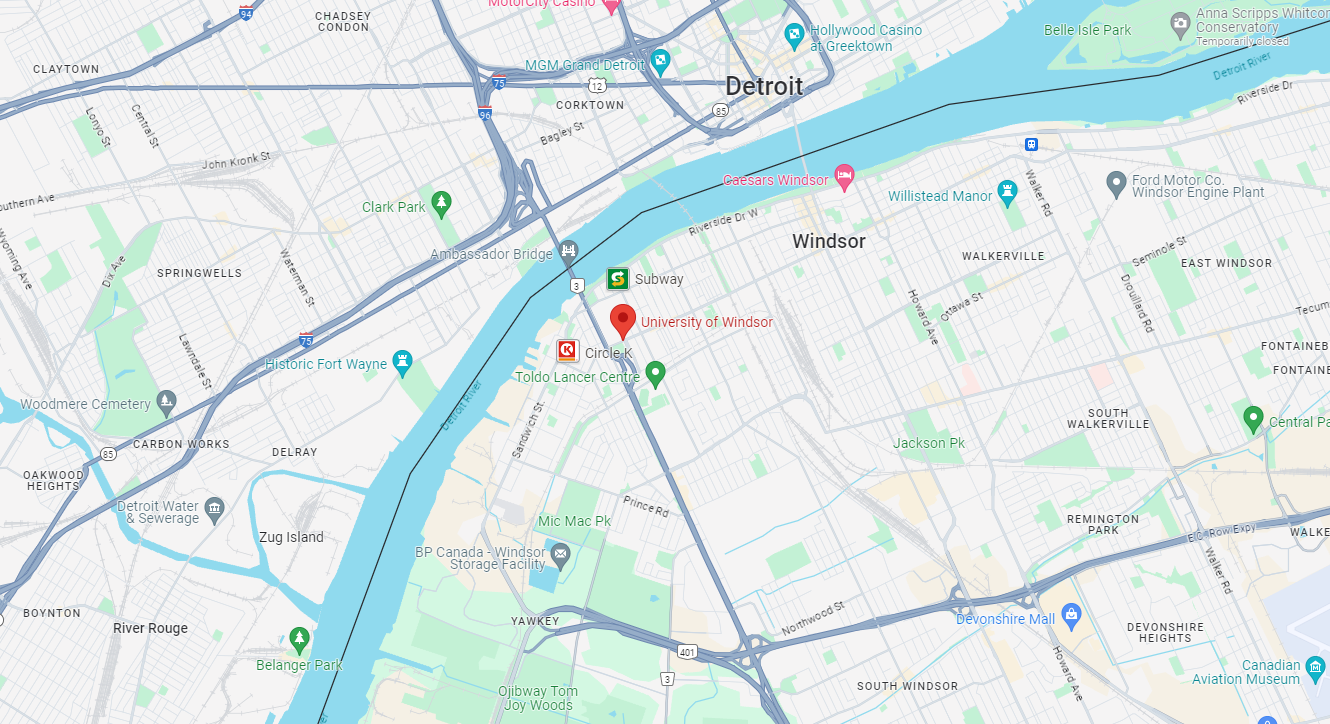 94
CHADSEY
CONDON
MotorCity Casino
Hollywood Casino
at Greektown
Belle Isle Park
Anna Scripps Whitcom
Conservatory
Temporarily closed
CLAYTOWN
75
MGM Grand Detroit
12
Detroit
Detroit River
Riverside Dr
Lonyo St
Central St
96
CORKTOWN
85
Bagley St
John Kronk St
Southern Ave
Clark Park
Caesars Windsor
Willistead Manor
Walker Rd
Ford Motor Co.
Windsor Engine Plant
Riverside Dr W
Wyoming Ave
Dix Ave
SPRINGWELLS
Waterman St
Ambassador Bridge
Windsor
WALKERVILLE
Seminole St
EAST WINDSOR
3
Subway
Drouillard Rd
Ottawa St
Howard Ave
Tecum
University of Windsor
75
Lawndale St
Historic Fort Wayne
Circle K
Toldo Lancer Centre
FONTAINEB
FONTAINE
Woodmere Cemetery
Detroit River
Sandwich St.
SOUTH
WALKERVILLE
Central Pa
CARBON WORKS
85
DELRAY
Jackson Pk
OAKWOOD
HEIGHTS
Detroit Water
& Sewerage
Zug Island
Prince Rd
Mic Mac Pk
REMINGTON
PARK
E.C. Row Expy
WALKE
BP Canada - Windsor
Storage Facility
Walker Rd
BOYNTON
River Rouge
YAWKEY
Northwood St
Devonshire Mall
DEVONSHIRE
HEIGHTS
Belanger Park
401
3
Howard Ave
Canadian
Aviation Museum
Ojibway Tom
Joy Woods
SOUTH WINDSOR